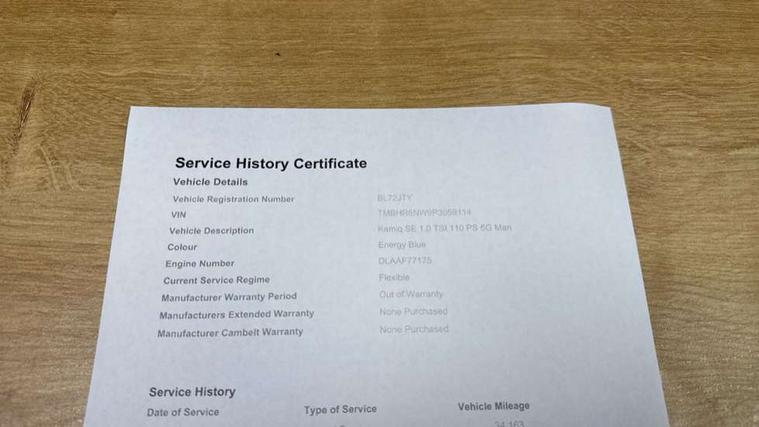 Service History Certificate
Vehicle Details
Vehicle Registration Number BL72JTY
VIN
Vehicle Description Kamiq SE 1.0 TSI 110 PS 6G Man
Colour Energy Blue
Engine Number DLAAF77175
Current Service Regime Flexible
Manufacturer Warranty Period Out of Warranty
Manufacturers Extended Warranty None Purchased
Manufacturer Cambelt Warranty None Purchased
Service History
Date of Service Type of Service Vehicle Mileage
34,163